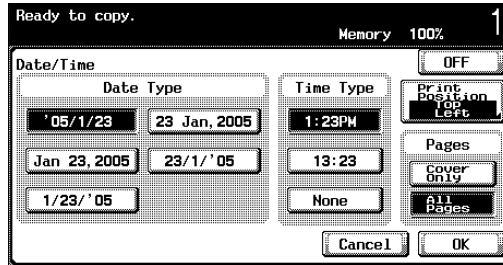 Ready to copy.
1
Memory 100%
Date/Time
OFF
Date Type
Time Type
Print
Position
Top
Left
'05/1/23
23 Jan,2005
1:23PM
Pages
Jan 23,2005
23/1/'05
13:23
Cover
Only
1/23/'05
None
All
Pages
Cancel
OK